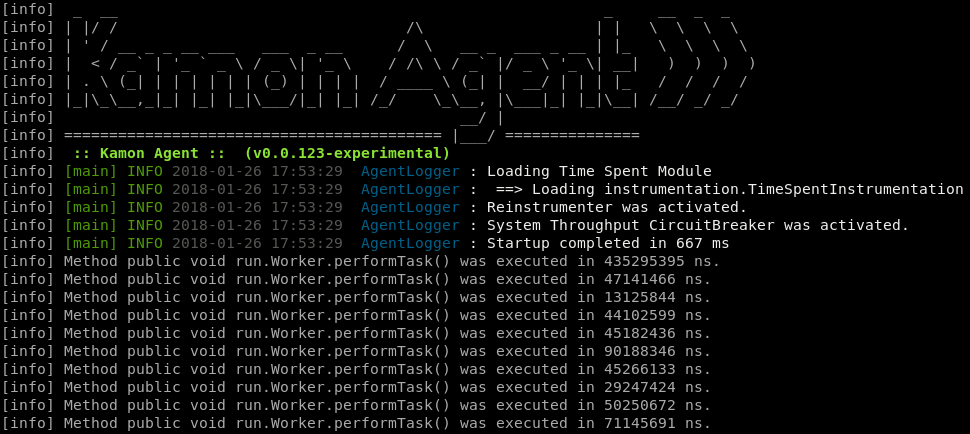 [info]  _  __                                                      _     __  _  _
[info] | |/ /                                /\                   | |   \  \  \  \
[info] | ' / __ _ _ __ ___   ___  _ __      /  \   __ _  ___ _ __ | |_   \  \  \  \
[info] |  < / _` | '_ ` _ \ / _ \| '_ \    / /\ \ / _` |/ _ \ '_ \| __|   )  )  )  )
[info] | . \ (_| | | | | | | (_) | | | |  / ____ \ (_| |  __/ | | | |_   /  /  /  /
[info] |_|\_\__,_|_| |_| |_|\___/|_| |_| /_/    \_\__, |\___|_| |_|\__| /__/ _/ _/
[info]                                             __/ |
[info] ========================================== |___/ ===============
[info]  :: Kamon Agent ::  (v0.0.123-experimental)
[info] [main] INFO 2018-01-26 17:53:29  AgentLogger : Loading Time Spent Module
[info] [main] INFO 2018-01-26 17:53:29  AgentLogger :  ==> Loading instrumentation.TimeSpentInstrumentation
[info] [main] INFO 2018-01-26 17:53:29  AgentLogger : Reinstrumenter was activated.
[info] [main] INFO 2018-01-26 17:53:29  AgentLogger : System Throughput CircuitBreaker was activated.
[info] [main] INFO 2018-01-26 17:53:29  AgentLogger : Startup completed in 667 ms
[info] Method public void run.Worker.performTask() was executed in 435295395 ns.
[info] Method public void run.Worker.performTask() was executed in 47141466 ns.
[info] Method public void run.Worker.performTask() was executed in 13125844 ns.
[info] Method public void run.Worker.performTask() was executed in 44102599 ns.
[info] Method public void run.Worker.performTask() was executed in 45182436 ns.
[info] Method public void run.Worker.performTask() was executed in 90188346 ns.
[info] Method public void run.Worker.performTask() was executed in 45266133 ns.
[info] Method public void run.Worker.performTask() was executed in 29247424 ns.
[info] Method public void run.Worker.performTask() was executed in 50250672 ns.
[info] Method public void run.Worker.performTask() was executed in 71145691 ns.